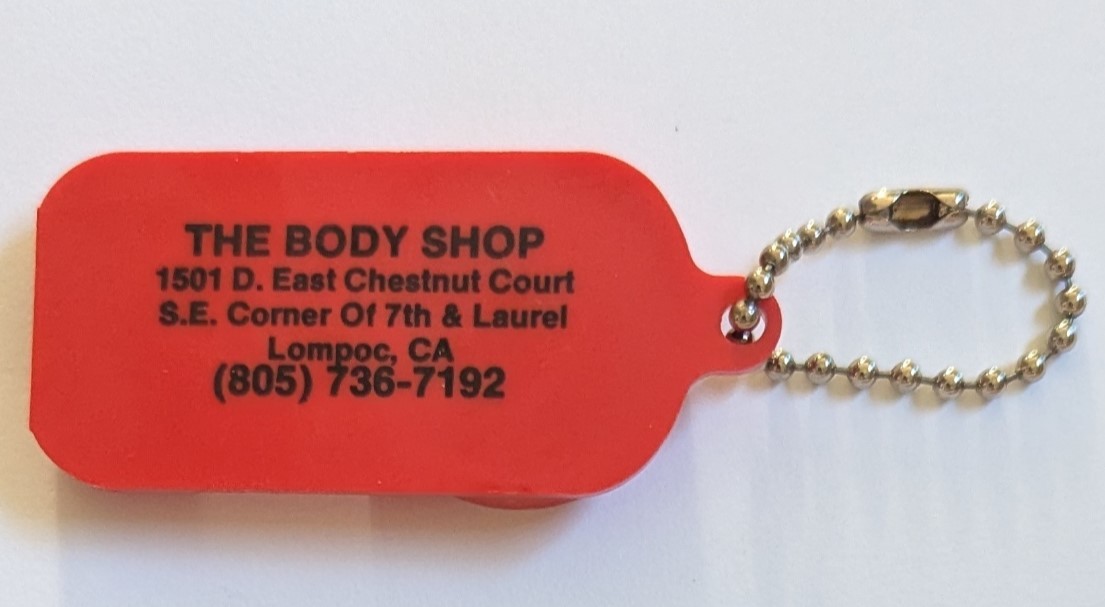 THE BODY SHOP
1501 D. East Chestnut Court
S.E. Corner Of 7th & Laurel
Lompoc, CA
(805) 736-7192